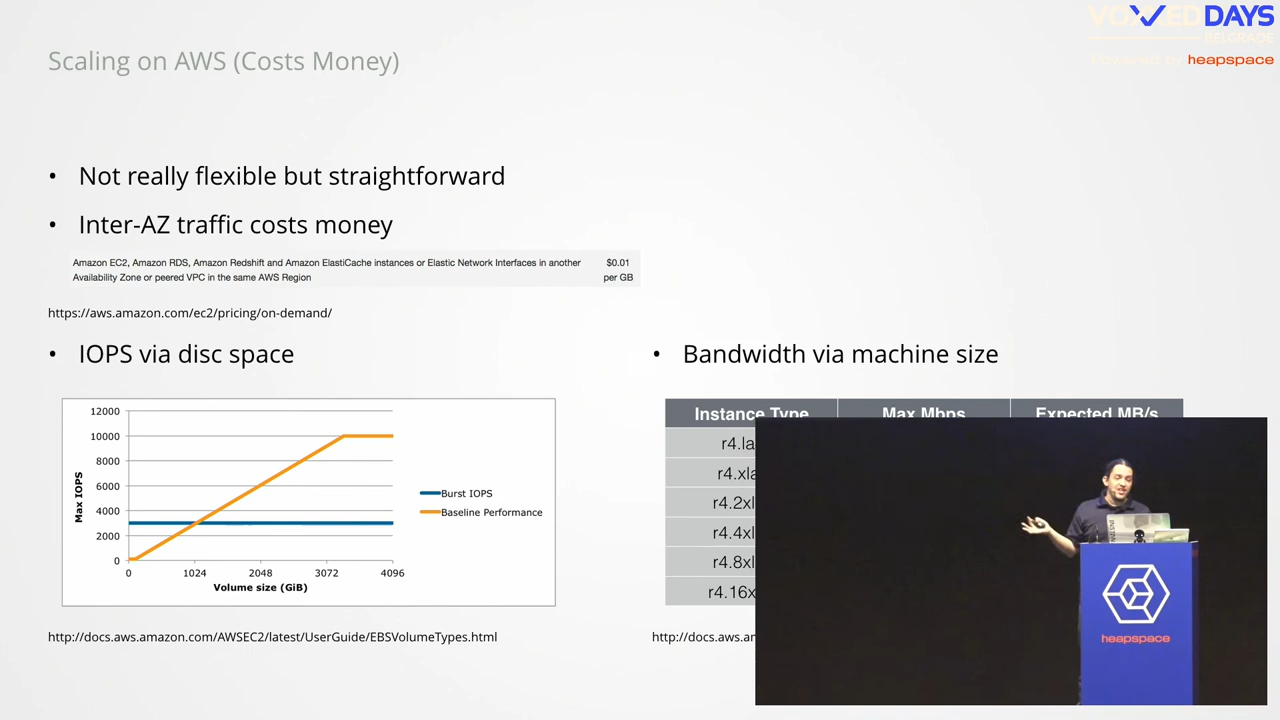 VOXXED DAYS
BELGRADE
Powered by heapspace
Scaling on AWS (Costs Money)
• Not really flexible but straightforward
• Inter-AZ traffic costs money
Amazon EC2, Amazon RDS, Amazon Redshift and Amazon ElastiCache instances or Elastic Network Interfaces in another $0.01
Availability Zone or peered VPC in the same AWS Region per GB
https://aws.amazon.com/ec2/pricing/on-demand/
• IOPS via disc space
12000
10000
8000
6000
4000
2000
0
Max IOPS
0 1024 2048 3072 4096
Volume size (GiB)
Burst IOPS
Baseline Performance
http://docs.aws.amazon.com/AWSEC2/latest/UserGuide/EBSVolumeTypes.html
• Bandwidth via machine size
Instance Type Max Mbps Expected MB/s
r4.la
r4.xla
r4.2xl
r4.4xl
r4.8xl
r4.16x
http://docs.aws.am
heapspace